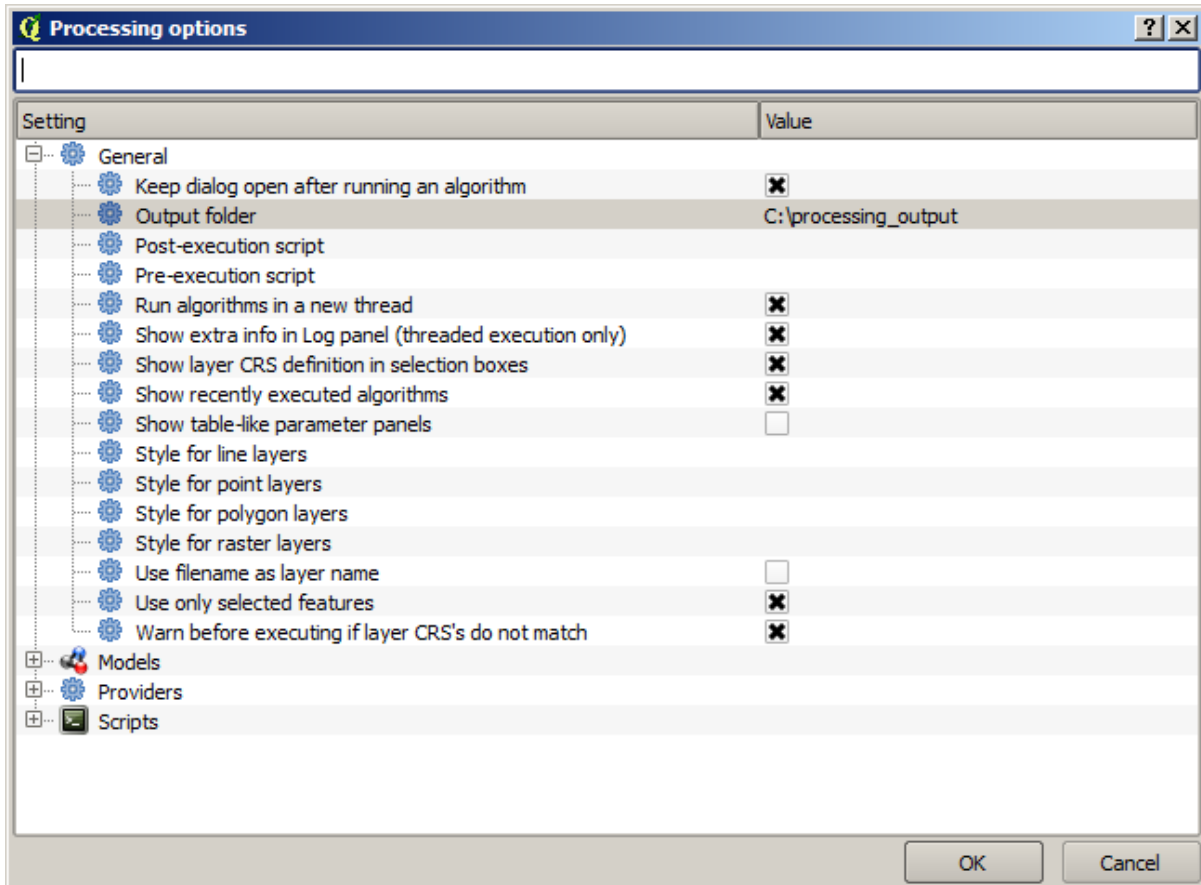 Processing options
Setting Value
General
Keep dialog open after running an algorithm
Output folder C:\processing_output
Post-execution script
Pre-execution script
Run algorithms in a new thread
Show extra info in Log panel (threaded execution only)
Show layer CRS definition in selection boxes
Show recently executed algorithms
Show table-like parameter panels
Style for line layers
Style for point layers
Style for polygon layers
Style for raster layers
Use filename as layer name
Use only selected features
Warn before executing if layer CRS's do not match
Models
Providers
Scripts
OK Cancel